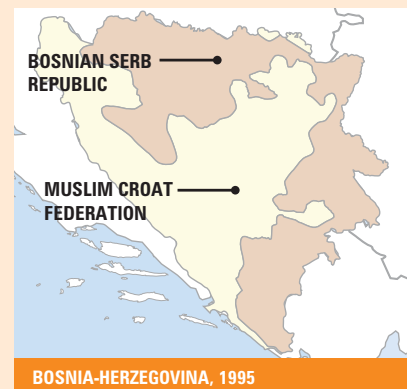 BOSNIAN SERB
REPUBLIC
MUSLIM CROAT
FEDERATION
BOSNIA-HERZEGOVINA, 1995